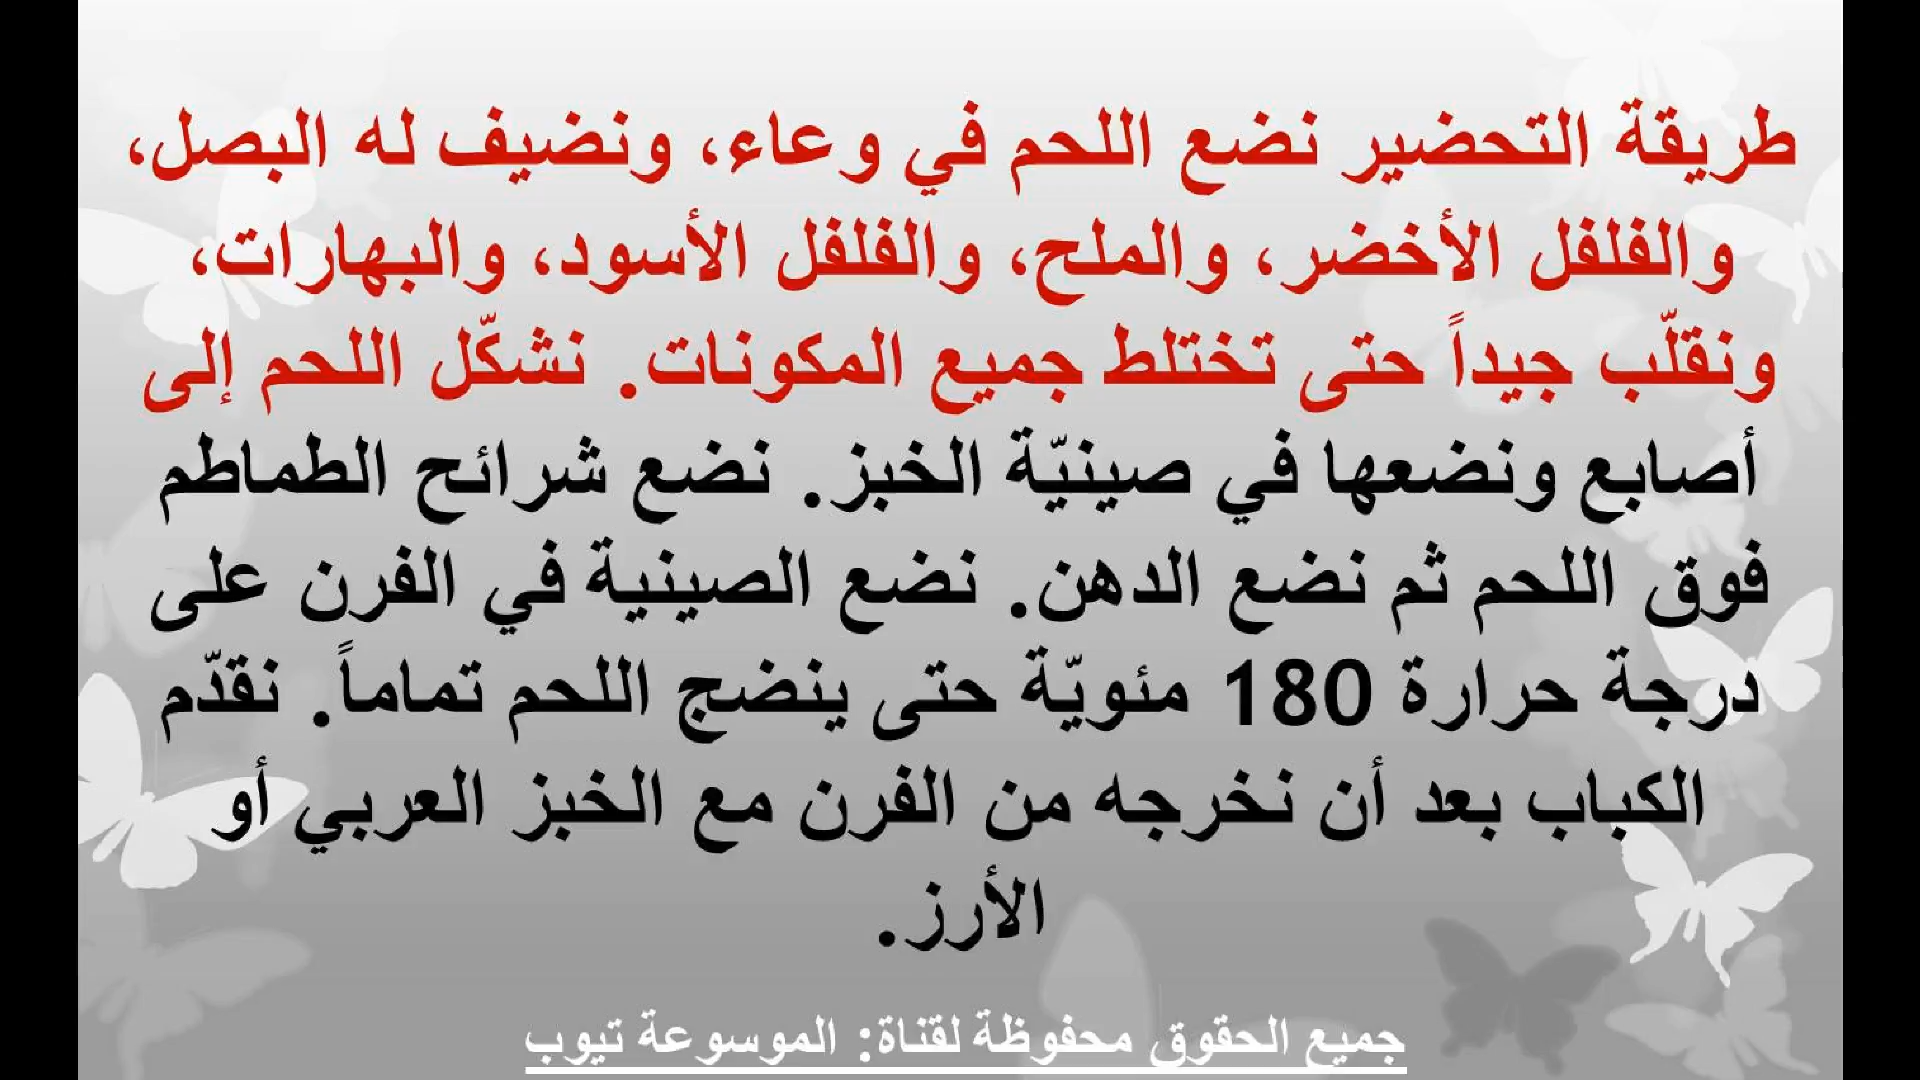 طريقة التحضير نضع اللحم في وعاء، ونضيف له البصل،
والفلفل الأخضر، والملح، والفلفل الأسود، والبهارات،
ونقلّب جيداً حتى تختلط جميع المكونات. نشكّل اللحم إلى
أصابع ونضعها في صينيّة الخبز. نضع شرائح الطماطم
فوق اللحم ثم نضع الدهن. نضع الصينية في الفرن على
درجة حرارة 180 مئويّة حتى ينضج اللحم تماماً. نقدّم
الكباب بعد أن نخرجه من الفرن مع الخبز العربي أو
الأرز.
جميع الحقوق محفوظة لقناة: الموسوعة تيوب